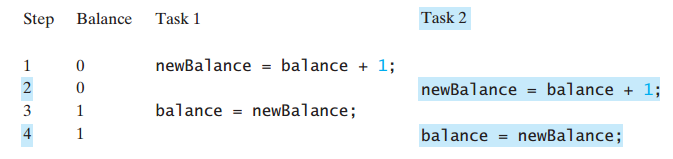 Step Balance Task 1 Task 2
1 0 newBalance = balance + 1;
2 0 newBalance = balance + 1;
3 1 balance = newBalance;
4 1 balance = newBalance;